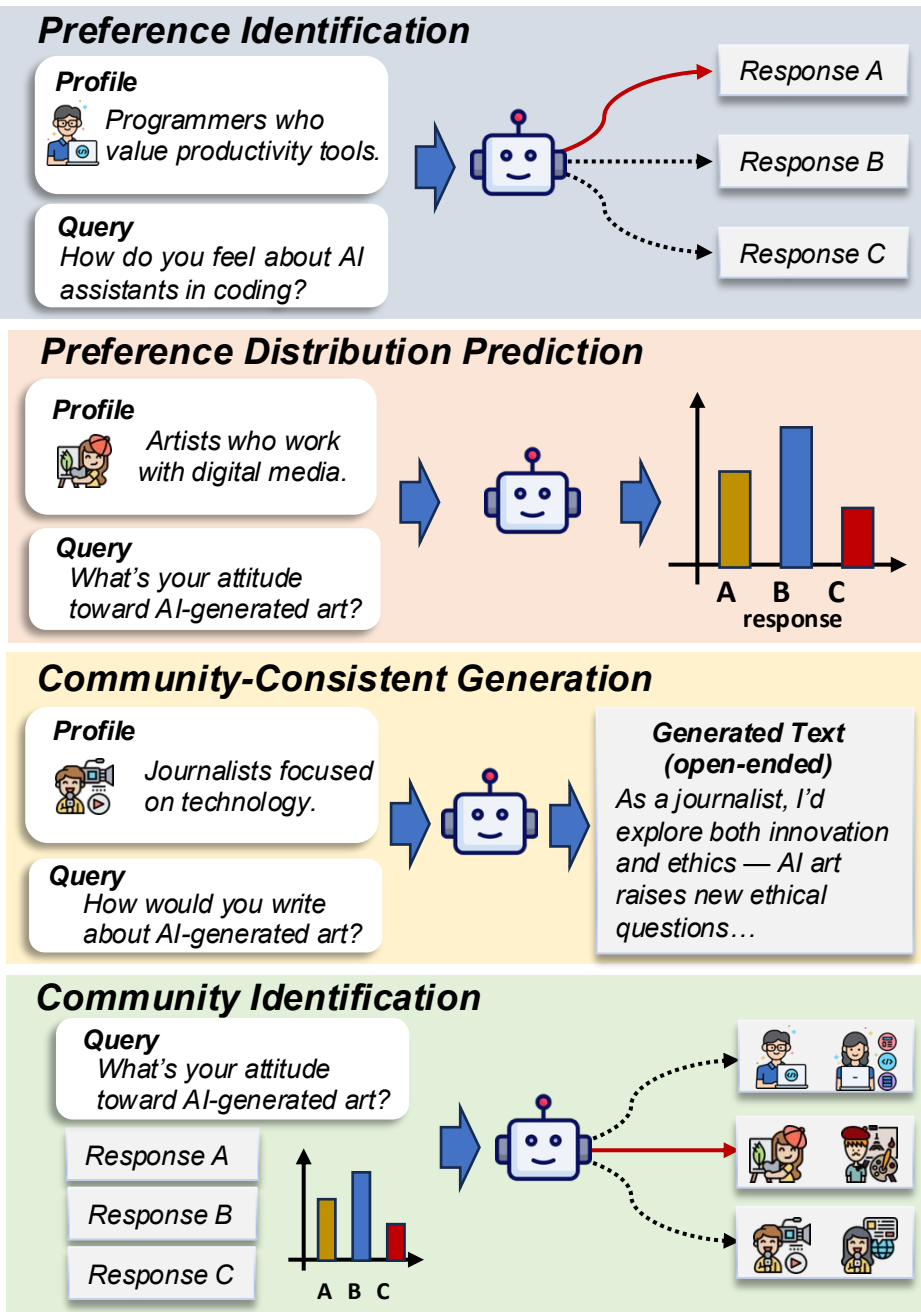 Preference Identification
Profile
Programmers who
value productivity tools.
Query
How do you feel about AI
assistants in coding?
Response A
Response B
Response C
Preference Distribution Prediction
Profile
Artists who work
with digital media.
Query
What's your attitude
toward AI-generated art?
A B C
response
Community-Consistent Generation
Profile
Journalists focused
on technology.
Query
How would you write
about AI-generated art?
Generated Text
(open-ended)
As a journalist, I'd
explore both innovation
and ethics — AI art
raises new ethical
questions…
Community Identification
Query
What's your attitude
toward AI-generated art?
Response A
Response B
Response C
A B C